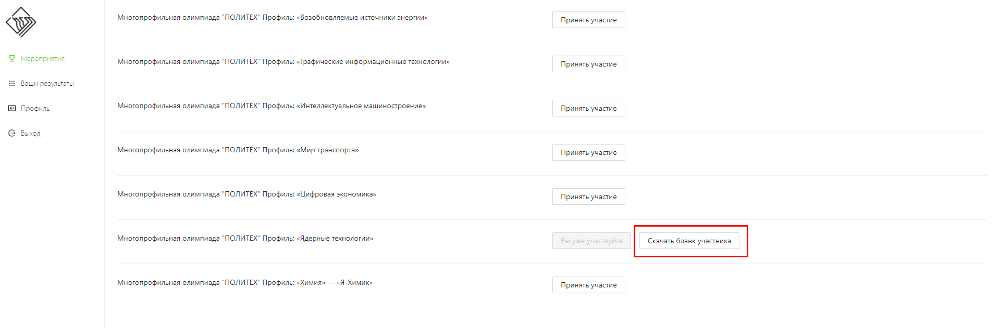 Многопрофильная олимпиада "ПОЛИТЕХ" Профиль: «Возобновляемые источники энергии»
Принять участие
Мероприятия
Многопрофильная олимпиада "ПОЛИТЕХ" Профиль: «Графические информационные технологии»
Принять участие
Ваши результаты
Многопрофильная олимпиада "ПОЛИТЕХ" Профиль: «Интеллектуальное машиностроение»
Принять участие
Профиль
Выход
Многопрофильная олимпиада "ПОЛИТЕХ" Профиль: «Мир транспорта»
Принять участие
Многопрофильная олимпиада "ПОЛИТЕХ" Профиль: «Цифровая экономика»
Принять участие
Многопрофильная олимпиада "ПОЛИТЕХ" Профиль: «Ядерные технологии»
Вы уже участвуйте
Скачать бланк участника
Многопрофильная олимпиада "ПОЛИТЕХ" Профиль: «Химия» — «Я-Химик»
Принять участие